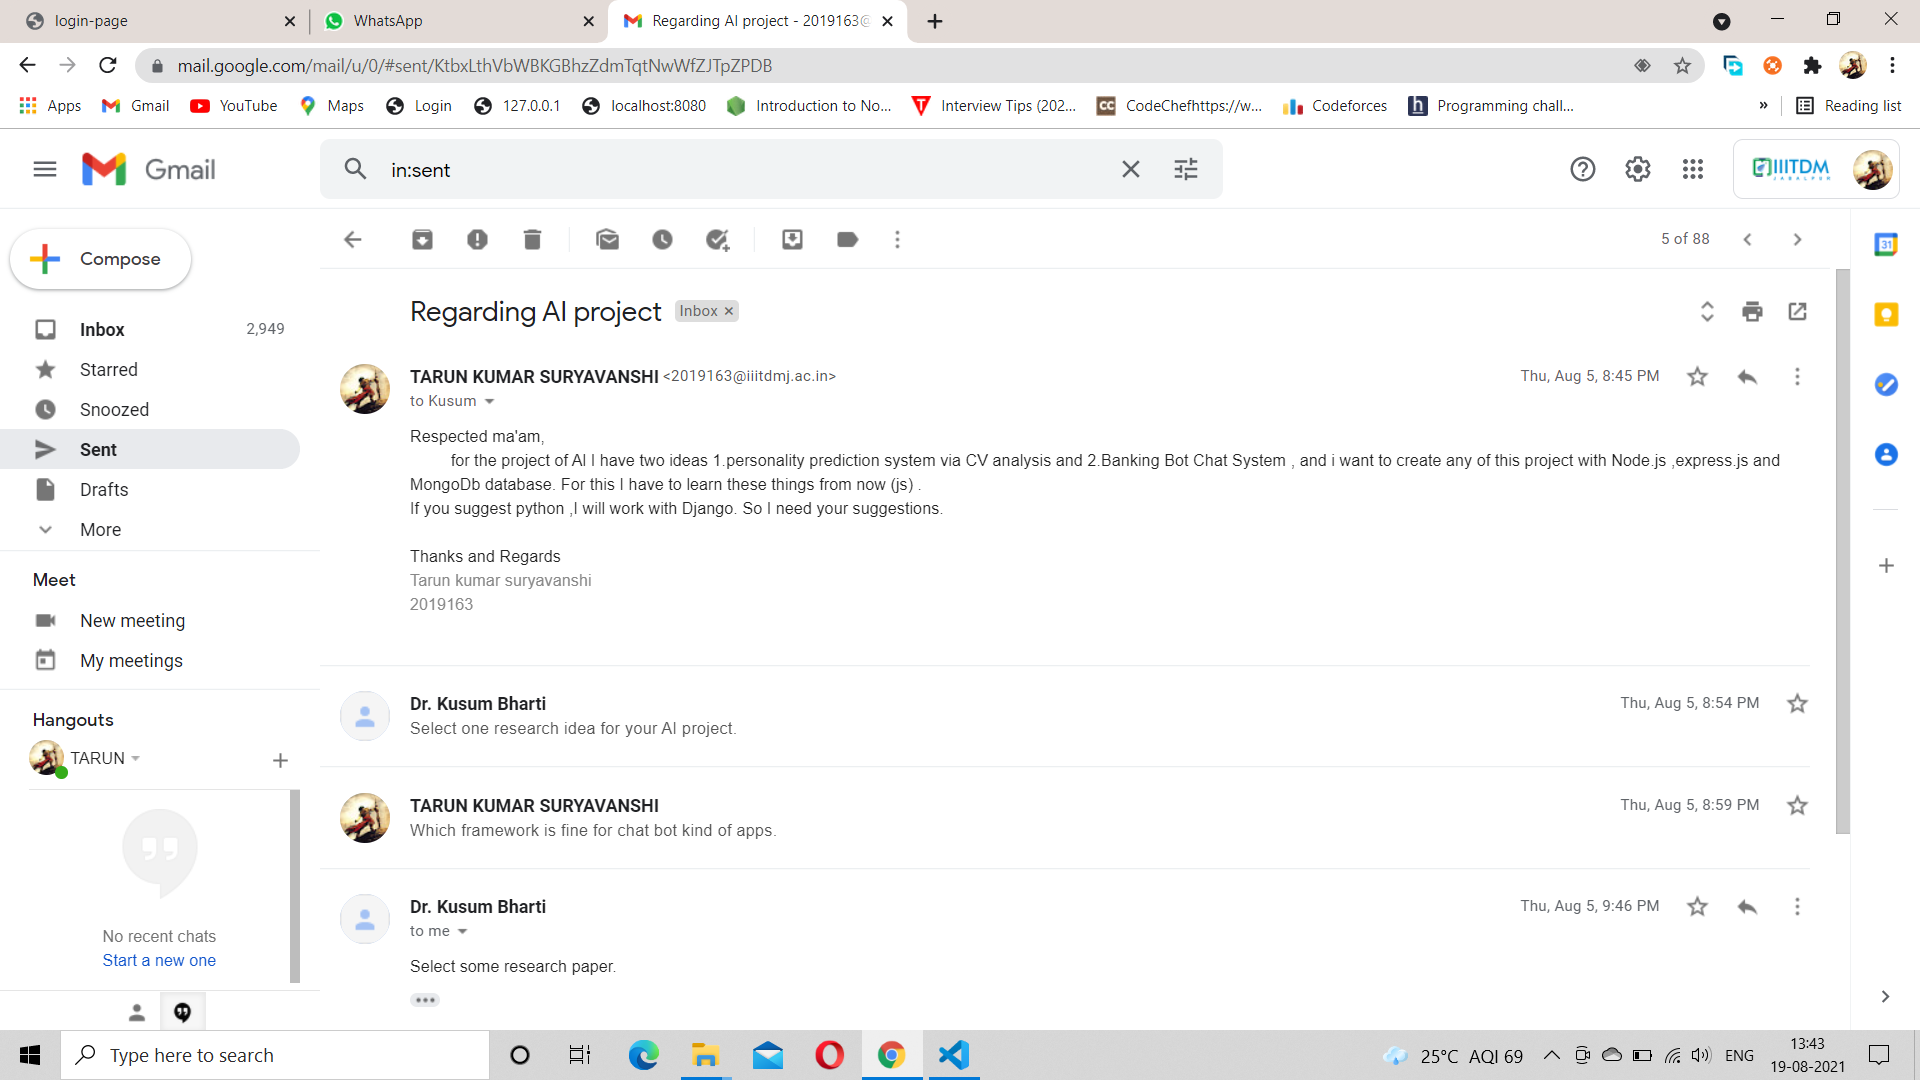 login-page
WhatsApp
Regarding AI project - 2019163@
mail.google.com/mail/u/0/#sent/KtbxLthVbWBKGBhzZdmTqtNwWfZJTpZPDB
Apps
Gmail
YouTube
Maps
Login
127.0.0.1
localhost:8080
Introduction to No...
Interview Tips (202...
CodeChefhttps://w...
Codeforces
Programming chall...
»
Reading list
Gmail
in:sent
IIITDM
JABALPUR
Compose
5 of 88
Inbox 2,949
Starred
Snoozed
Sent
Drafts
More
Meet
New meeting
My meetings
Hangouts
TARUN
No recent chats
Start a new one
Regarding AI project Inbox ×
TARUN KUMAR SURYAVANSHI <2019163@iiitdmj.ac.in> Thu, Aug 5, 8:45 PM
to Kusum
Respected ma'am,
for the project of AI I have two ideas 1.personality prediction system via CV analysis and 2.Banking Bot Chat System , and i want to create any of this project with Node.js ,express.js and
MongoDb database. For this I have to learn these things from now (js) .
If you suggest python ,I will work with Django. So I need your suggestions.
Thanks and Regards
Tarun kumar suryavanshi
2019163
Dr. Kusum Bharti Thu, Aug 5, 8:54 PM
Select one research idea for your AI project.
TARUN KUMAR SURYAVANSHI Thu, Aug 5, 8:59 PM
Which framework is fine for chat bot kind of apps.
Dr. Kusum Bharti Thu, Aug 5, 9:46 PM
to me
Select some research paper.
31
Type here to search
25°C AQI 69
ENG
13:43
19-08-2021